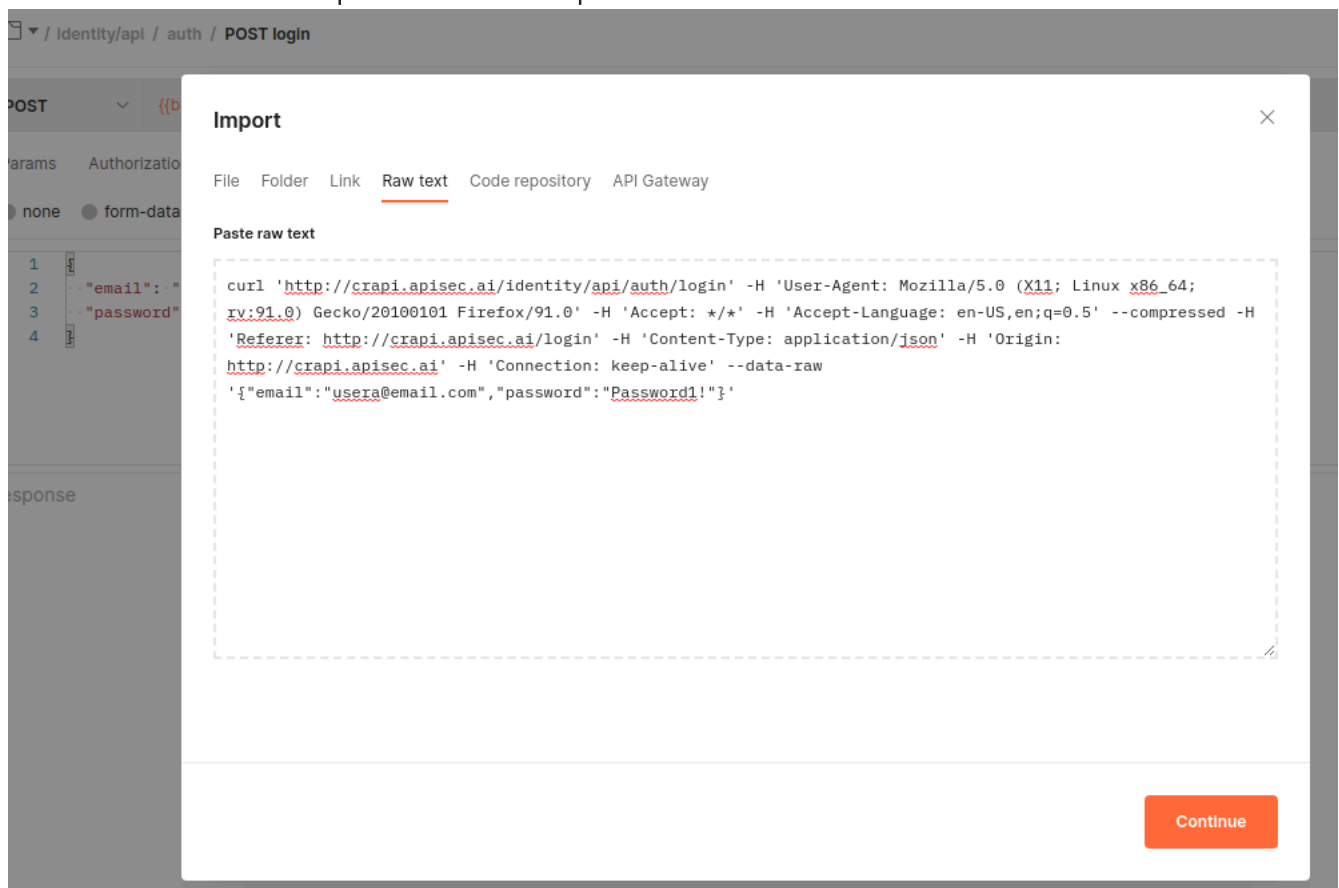 / identity/api / auth / POST login
POST {{b
arams Authorizatio
none form-data
1 {
2 "email": "
3 "password"
4 }
esponse
Import
File Folder Link Raw text Code repository API Gateway
Paste raw text
curl 'http://crapi.apisec.ai/identity/api/auth/login' -H 'User-Agent: Mozilla/5.0 (X11; Linux x86_64;
rv:91.0) Gecko/20100101 Firefox/91.0' -H 'Accept: */*' -H 'Accept-Language: en-US,en;q=0.5' --compressed -H
'Referer: http://crapi.apisec.ai/login' -H 'Content-Type: application/json' -H 'Origin:
http://crapi.apisec.ai' -H 'Connection: keep-alive' --data-raw
'{"email":"usera@email.com","password":"Password1!"}'
Continue